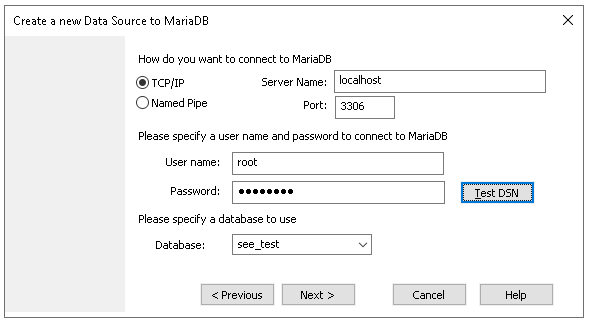 Create a new Data Source to MariaDB
How do you want to connect to MariaDB
TCP/IP Server Name: localhost
Named Pipe Port: 3306
Please specify a user name and password to connect to MariaDB
User name: root
Password: ●●●●●●●● Test DSN
Please specify a database to use
Database: see_test
< Previous Next > Cancel Help